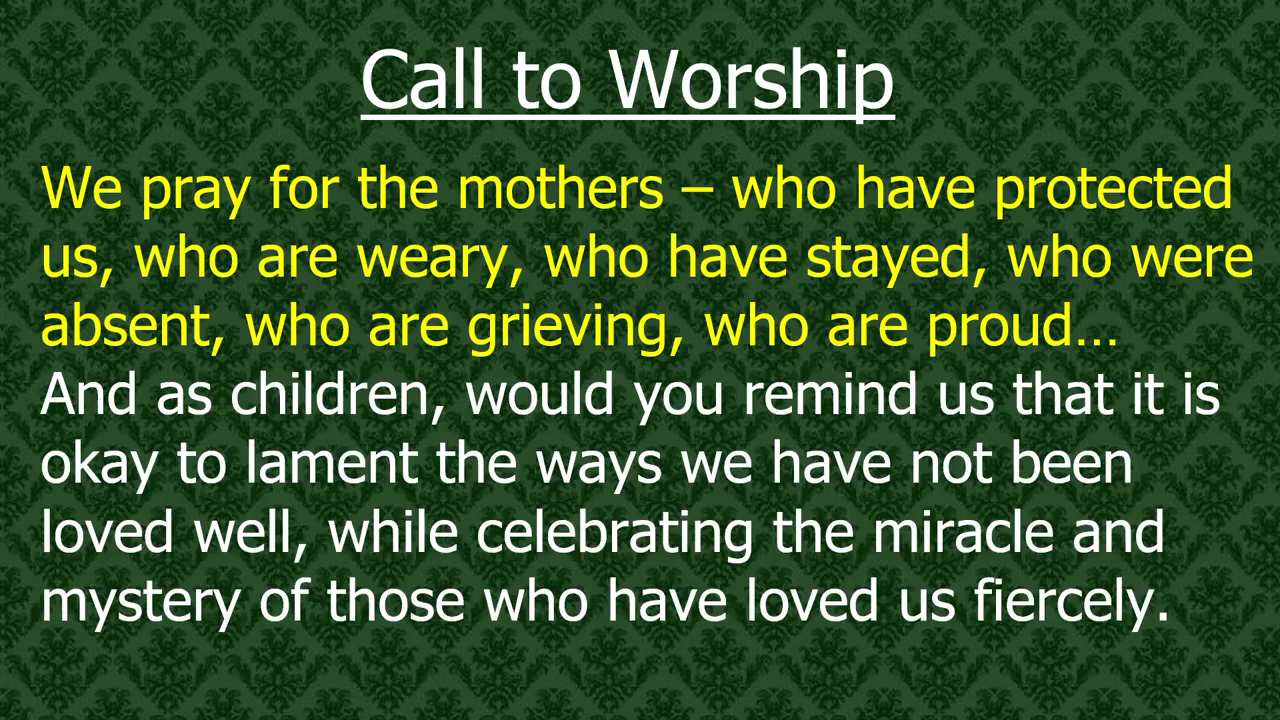 Call to Worship
We pray for the mothers – who have protected
us, who are weary, who have stayed, who were
absent, who are grieving, who are proud…
And as children, would you remind us that it is
okay to lament the ways we have not been
loved well, while celebrating the miracle and
mystery of those who have loved us fiercely.